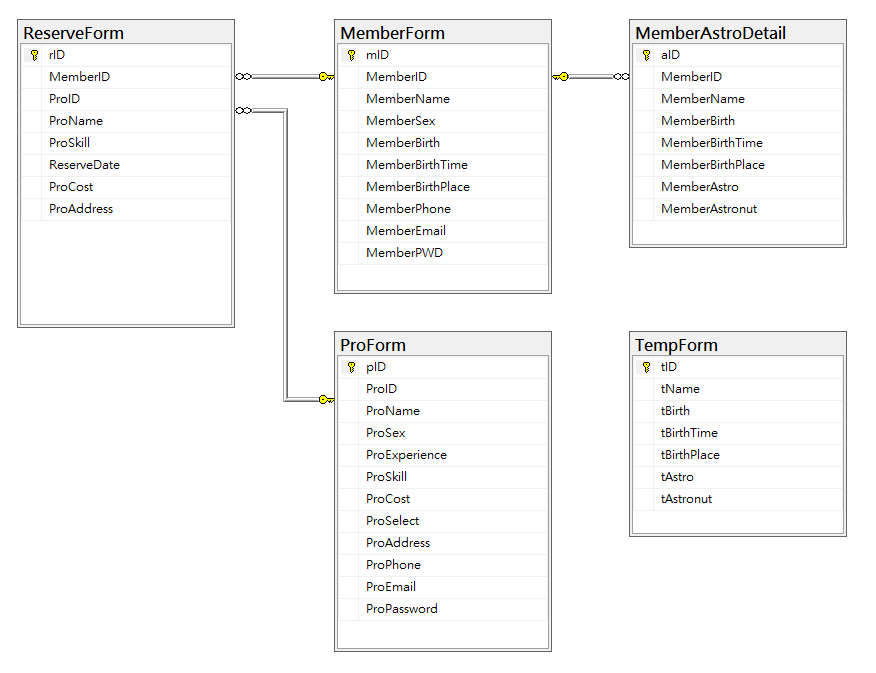 ReserveForm
rID
MemberID
ProID
ProName
ProSkill
ReserveDate
ProCost
ProAddress
MemberForm
mID
MemberID
MemberName
MemberSex
MemberBirth
MemberBirthTime
MemberBirthPlace
MemberPhone
MemberEmail
MemberPWD
MemberAstroDetail
aID
MemberID
MemberName
MemberBirth
MemberBirthTime
MemberBirthPlace
MemberAstro
MemberAstronut
ProForm
pID
ProID
ProName
ProSex
ProExperience
ProSkill
ProCost
ProSelect
ProAddress
ProPhone
ProEmail
ProPassword
TempForm
tID
tName
tBirth
tBirthTime
tBirthPlace
tAstro
tAstronut